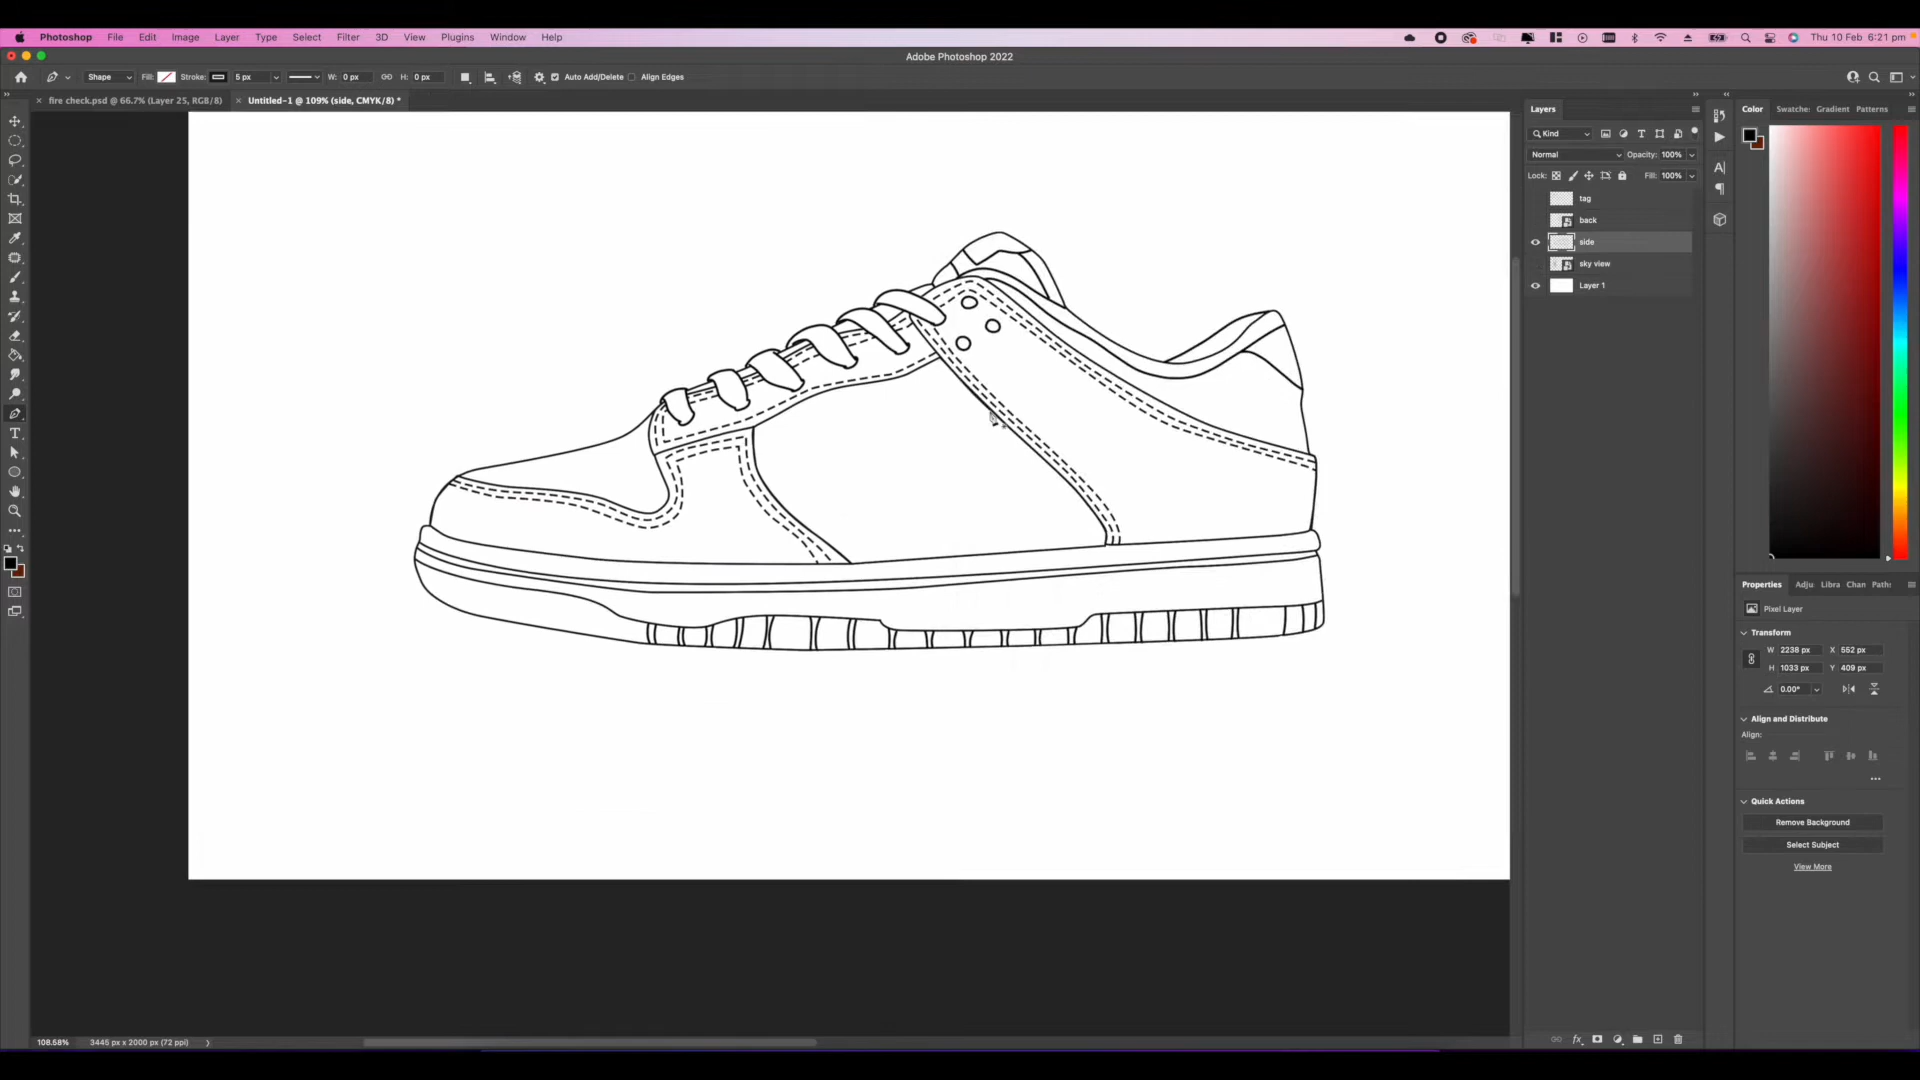 Photoshop File Edit Image Layer Type Select Filter 3D View Plugins Window Help Thu 10 Feb 6:21 pm
Adobe Photoshop 2022
Shape Fill: Stroke: 5 px W: 0 px H: 0 px Auto Add/Delete Align Edges
fire check.psd @ 66.7% (Layer 25, RGB/8) Untitled-1 @ 109% (side, CMYK/8) *
Layers
Kind
Normal Opacity: 100%
Lock: Fill: 100%
tag
back
side
sky view
Layer 1
Color Swatche: Gradient Patterns
Properties Adju Libra Chan Path:
Pixel Layer
Transform
W 2238 px X 552 px
H 1033 px Y 409 px
0.00°
Align and Distribute
Align:
Quick Actions
Remove Background
Select Subject
View More
108.58% 3445 px x 2000 px (72 ppi)